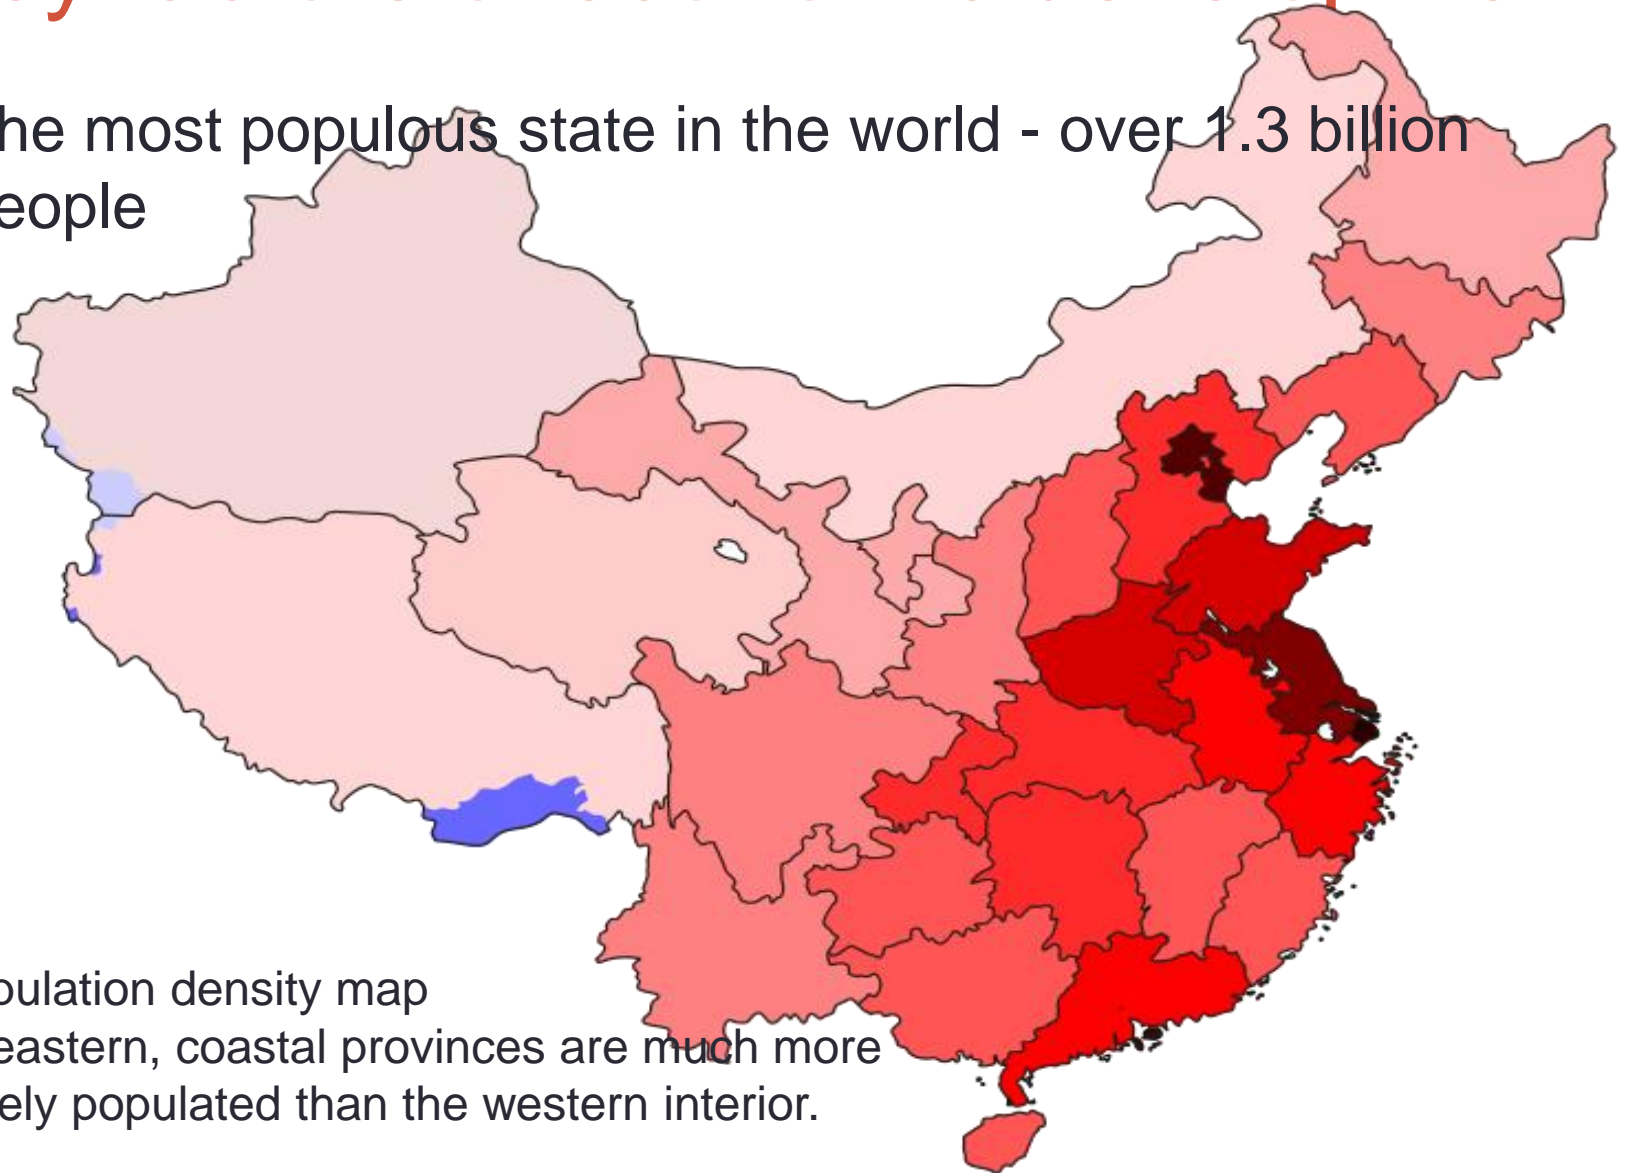 he most populous state in the world - over 1.3 billion
eople
oulation density map
eastern, coastal provinces are much more
ely populated than the western interior.